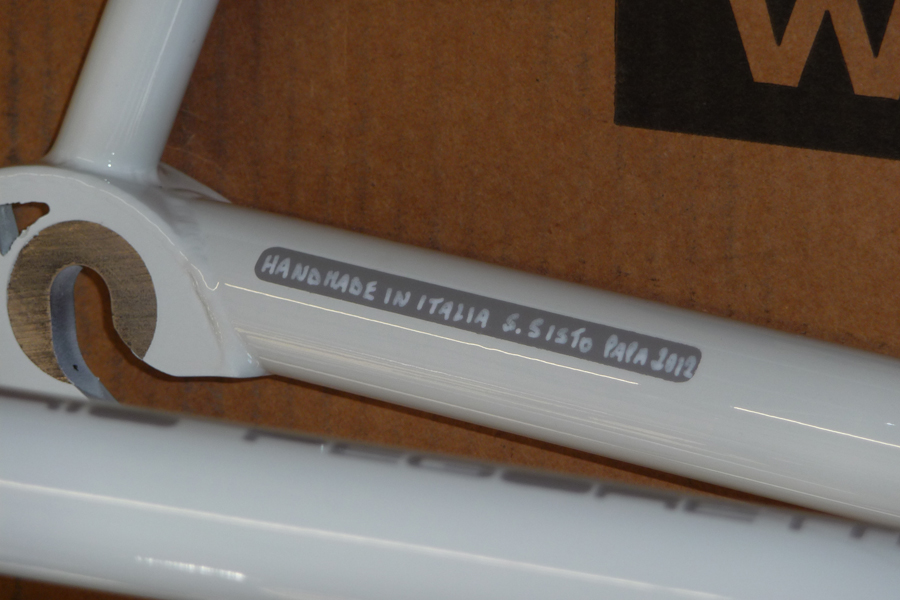 W
HANDMADE IN ITALIA S. SISTO PAPA 2012